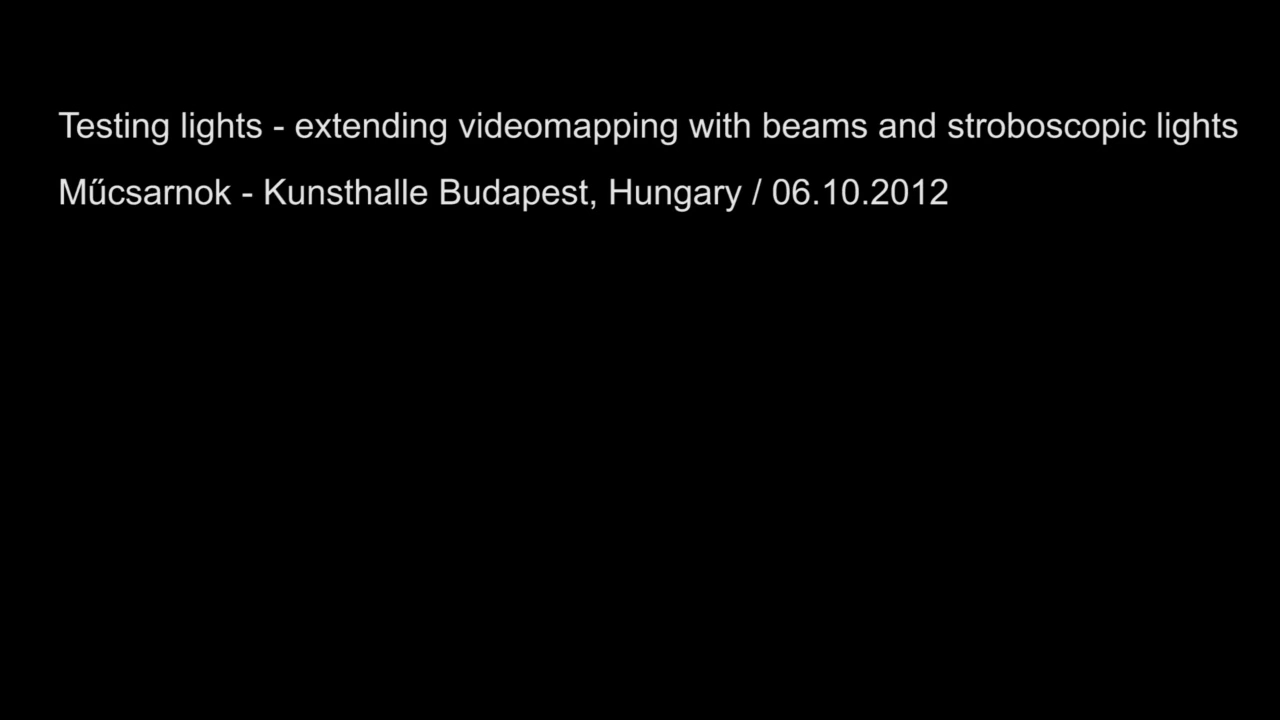 Testing lights - extending videomapping with beams and stroboscopic lights
Műcsarnok - Kunsthalle Budapest, Hungary / 06.10.2012